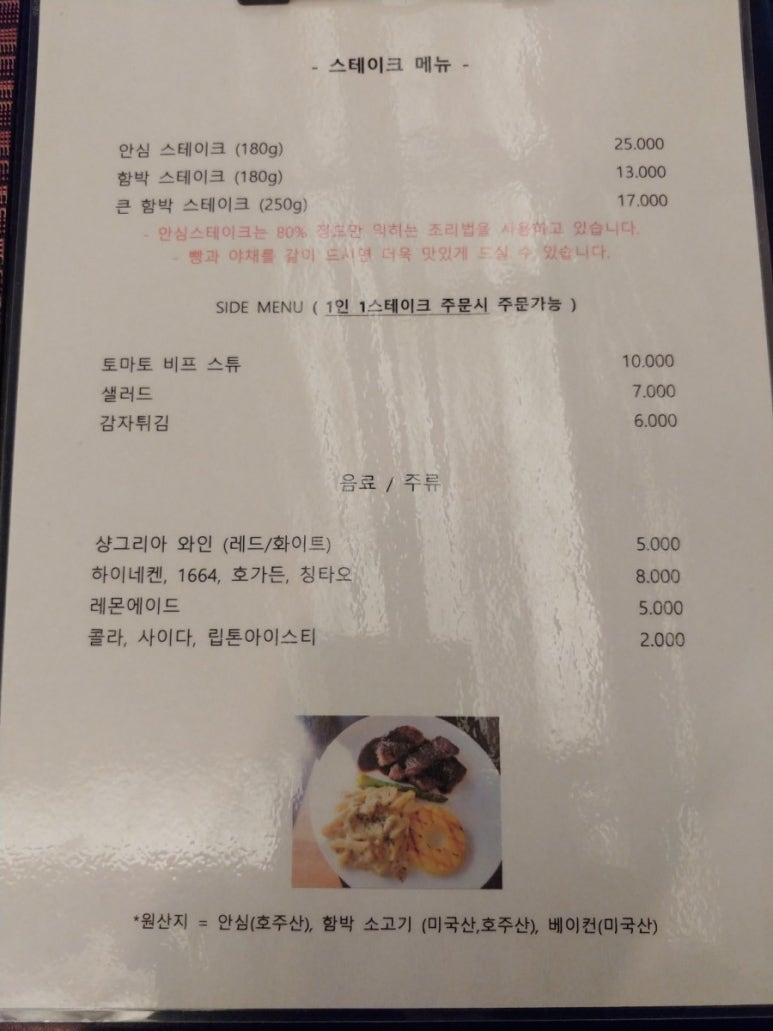 - 스테이크 메뉴 -
안심 스테이크 (180g) 25.000
함박 스테이크 (180g) 13.000
큰 함박 스테이크 (250g) 17.000
- 안심스테이크는 80% 정도만 익히는 조리법을 사용하고 있습니다.
- 빵과 야채를 같이 드시면 더욱 맛있게 드실 수 있습니다.
SIDE MENU ( 1인 1스테이크 주문시 주문가능 )
토마토 비프 스튜 10.000
샐러드 7.000
감자튀김 6.000
음료 / 주류
샹그리아 와인 (레드/화이트) 5.000
하이네켄, 1664, 호가든, 칭타오 8.000
레몬에이드 5.000
콜라, 사이다, 립톤아이스티 2.000
*원산지 = 안심(호주산), 함박 소고기 (미국산,호주산), 베이컨(미국산)